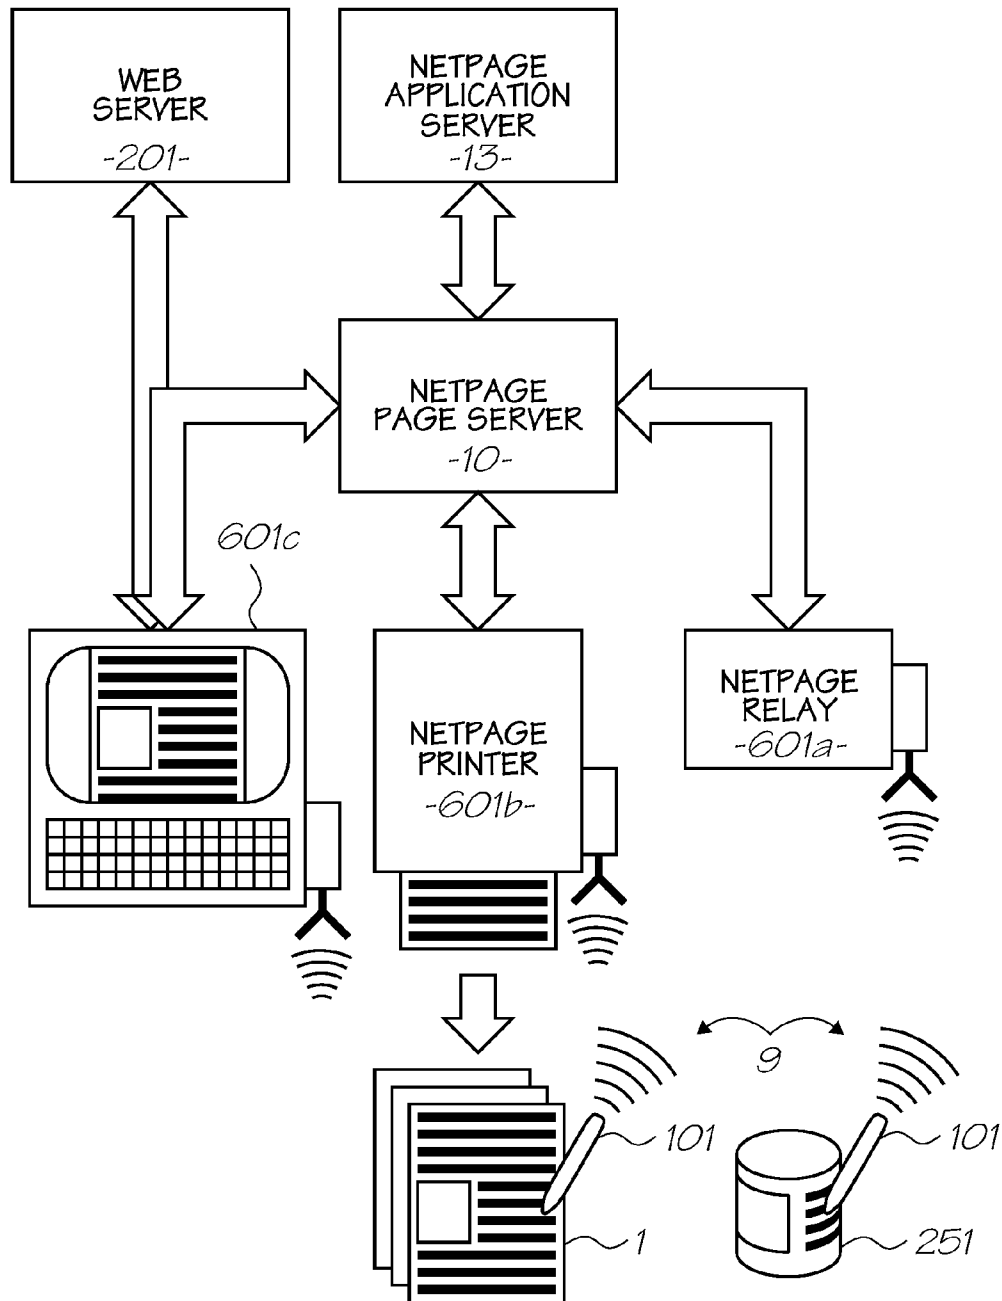 WEB
SERVER
-201-
NETPAGE
APPLICATION
SERVER
-13-
NETPAGE
PAGE SERVER
-10-
601c
NETPAGE
PRINTER
-601b-
NETPAGE
RELAY
-601a-
9
101
101
1
251